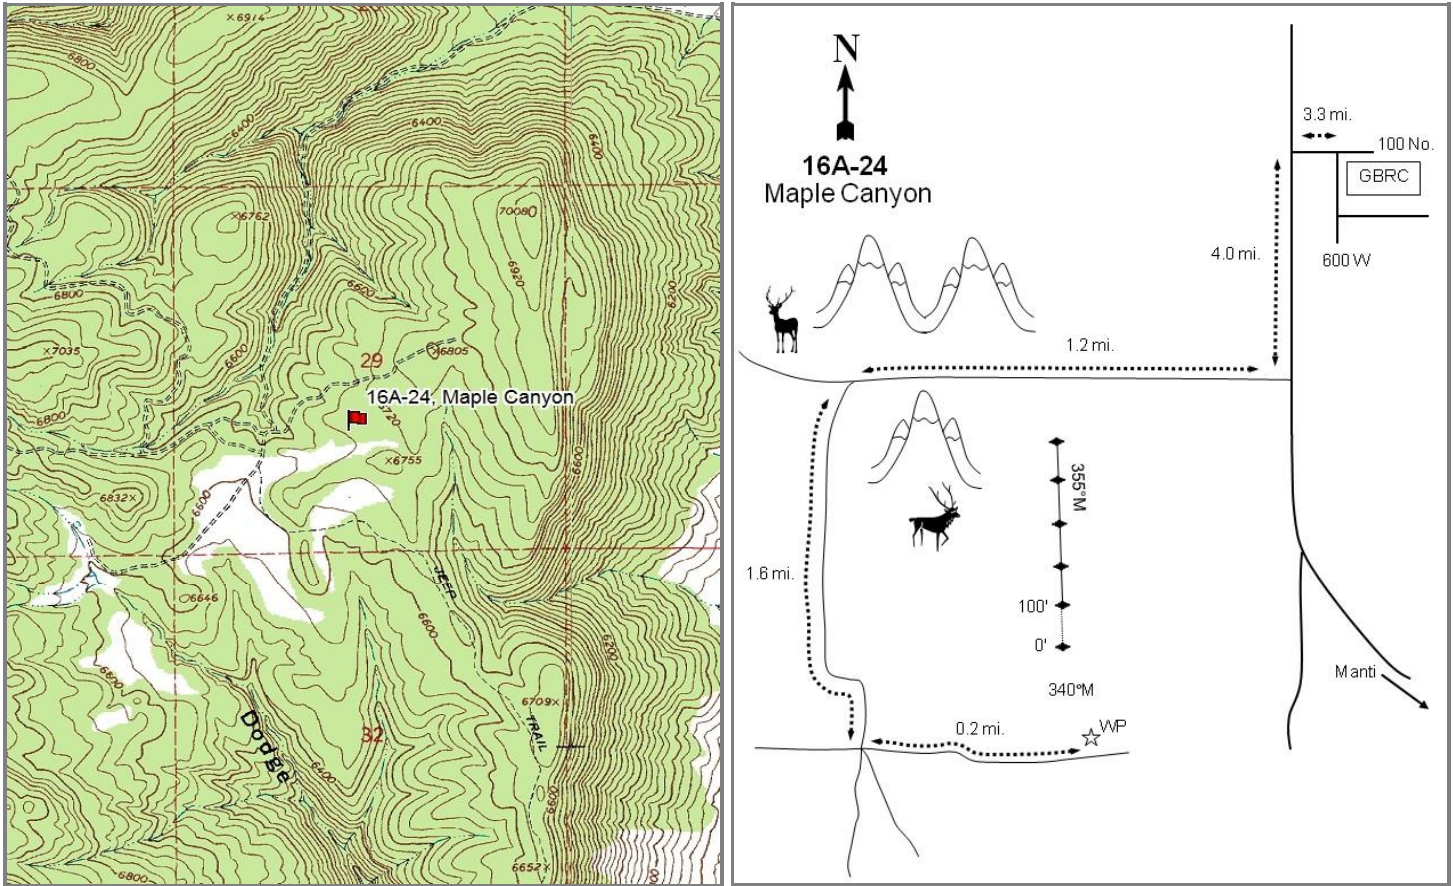 ×6914
6800
6400
6400
6400
×6762
7008
6920
6600
6200
6800
×7035
6600
29
×6805
16A-24, Maple Canyon
6720
6800
×6755
6600
6832×
6600
JEEP
6646
6600
6200
6600
Dodge
32
6709×
TRAIL
6400
6600
6652×
6800
N
16A-24
Maple Canyon
3.3 mi.
100 No.
GBRC
600 W
4.0 mi.
1.2 mi.
355°M
1.6 mi.
100'
0'
340°M
Manti
0.2 mi.
WP